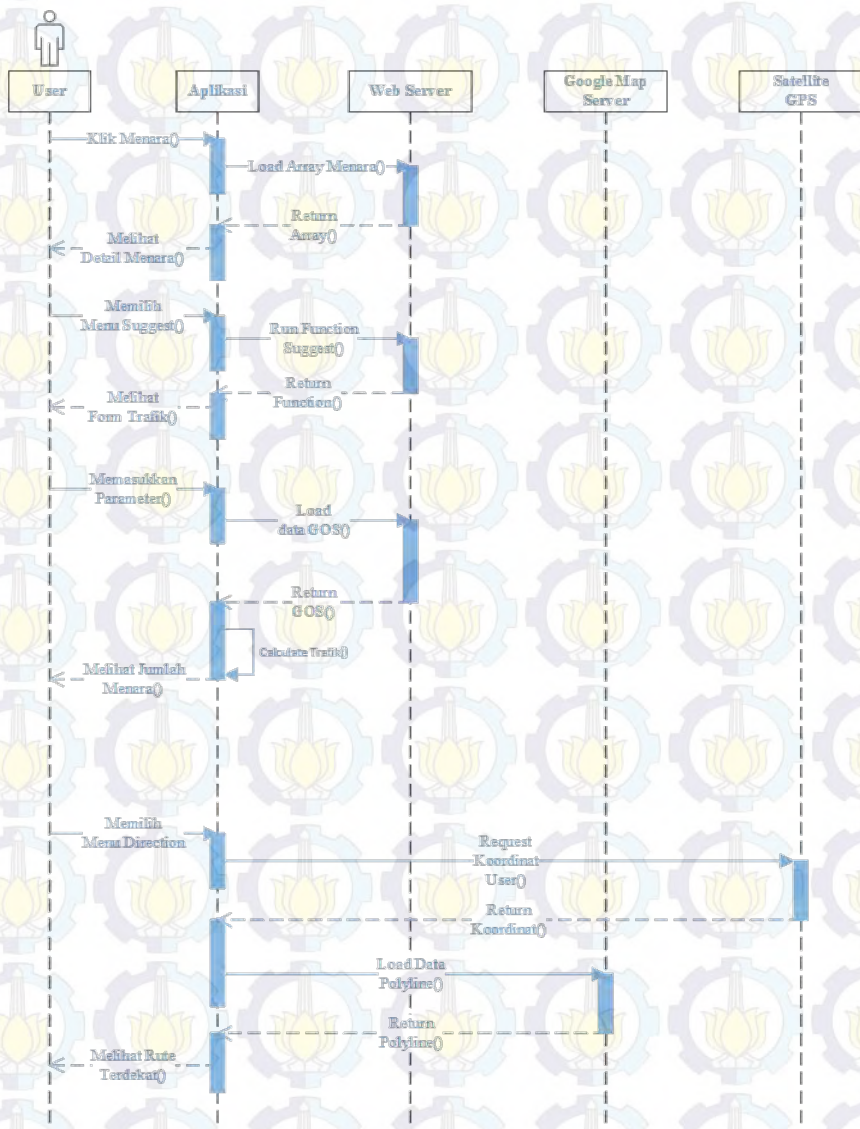 User
Aplikasi
Web Server
Google Map
Server
Satellite
GPS
Klik Menara()
Load Array Menara()
Return
Array()
Melihat
Detail Menara()
Memilih
Menu Suggest()
Run Function
Suggest()
Return
Function()
Melihat
Form Trafik()
Memasukkan
Parameter()
Load
data GOS()
Return
GOS()
Calculate Trafik()
Melihat Jumlah
Menara()
Memilih
Menu Direction
Request
Koordinat
User()
Return
Koordinat()
Load Data
Polyline()
Return
Polyline()
Melihat Rute
Terdekat()